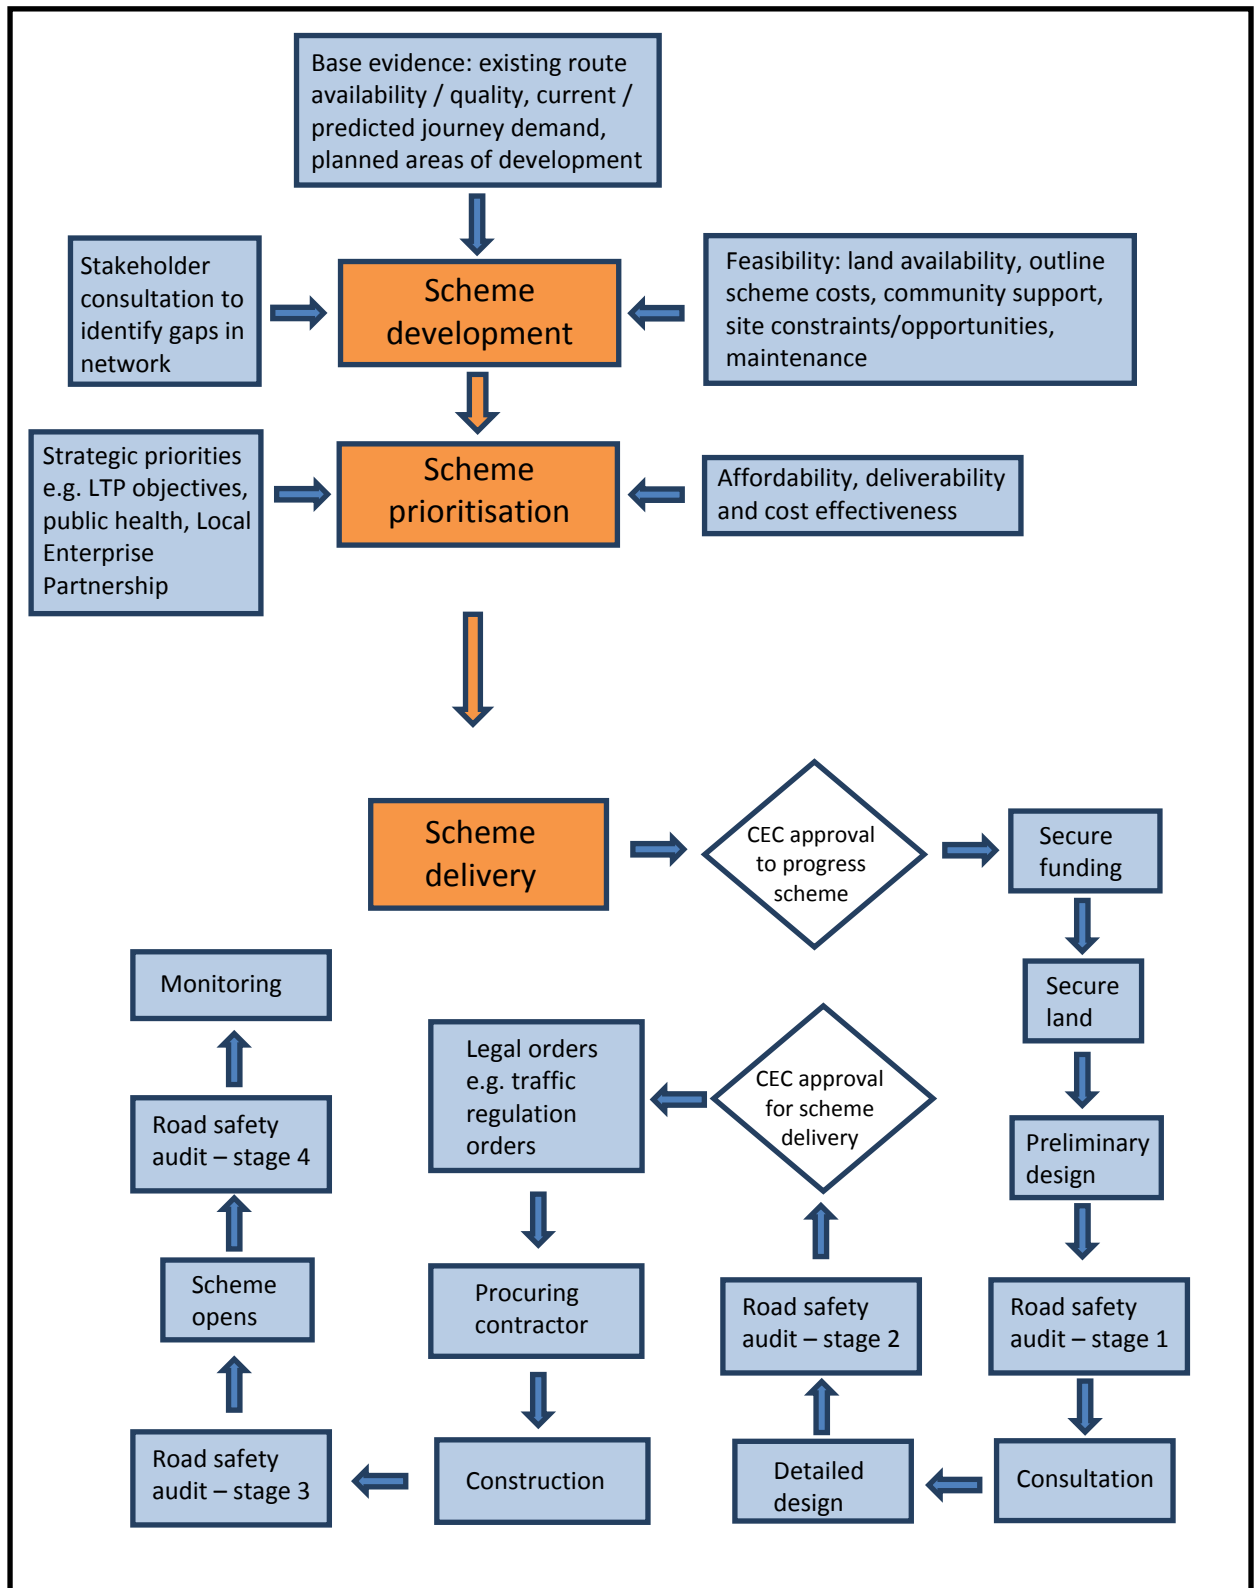 Base evidence: existing route
availability / quality, current /
predicted journey demand,
planned areas of development
Stakeholder
consultation to
identify gaps in
network
Scheme
development
Feasibility: land availability, outline
scheme costs, community support,
site constraints/opportunities,
maintenance
Strategic priorities
e.g. LTP objectives,
public health, Local
Enterprise
Partnership
Scheme
prioritisation
Affordability, deliverability
and cost effectiveness
Scheme
delivery
CEC approval
to progress
scheme
Secure
funding
Secure
land
Preliminary
design
Road safety
audit – stage 1
Consultation
Detailed
design
Road safety
audit – stage 2
CEC approval
for scheme
delivery
Legal orders
e.g. traffic
regulation
orders
Procuring
contractor
Construction
Road safety
audit – stage 3
Scheme
opens
Road safety
audit – stage 4
Monitoring